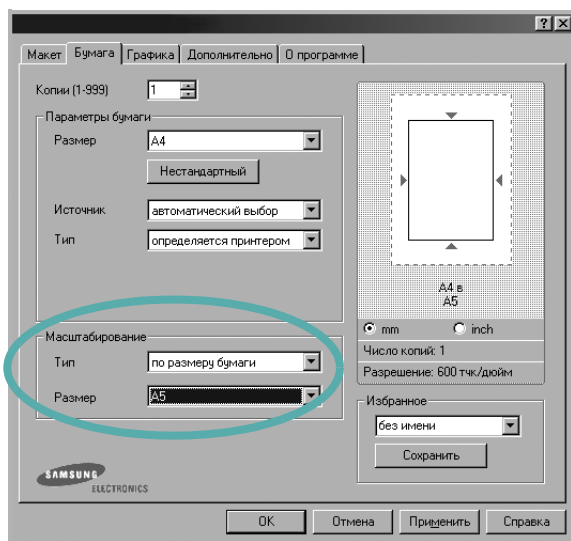 Макет Бумага Графика Дополнительно О программе
Копии (1-999) 1
Параметры бумаги
Размер A4
Нестандартный
Источник автоматический выбор
Тип определяется принтером
Масштабирование
Тип по размеру бумаги
Размер A5
A4 в
A5
mm inch
Число копий: 1
Разрешение: 600 тчк/дюйм
Избранное
без имени
Сохранить
SAMSUNG
ELECTRONICS
OK Отмена Применить Справка